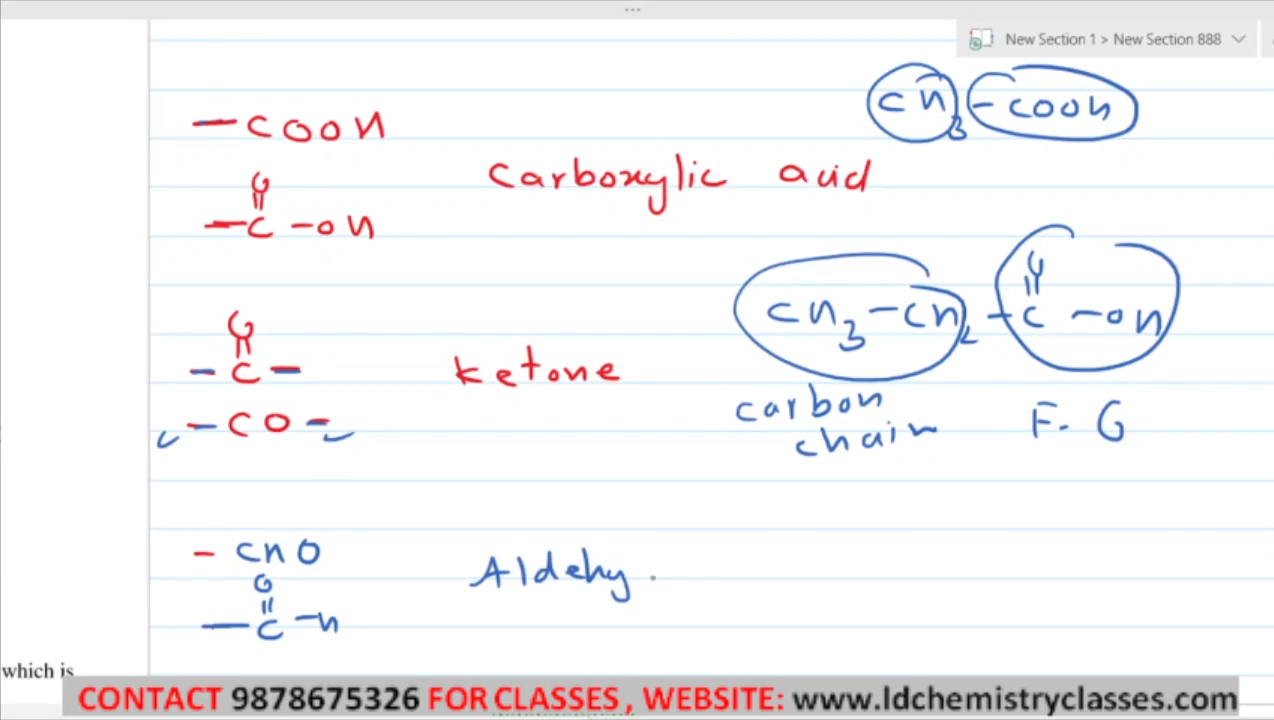 New Section 1 > New Section 888
CH3 -COOH
-COOH
Carboxylic acid
O
||
-C-OH
O
||
CH3-CH2-C-OH
O
||
-C-
Ketone
-CO-
carbon
chain
F. G
-CHO
Aldehy
O
||
-C-H
which is
CONTACT 9878675326 FOR CLASSES , WEBSITE: www.ldchemistryclasses.com